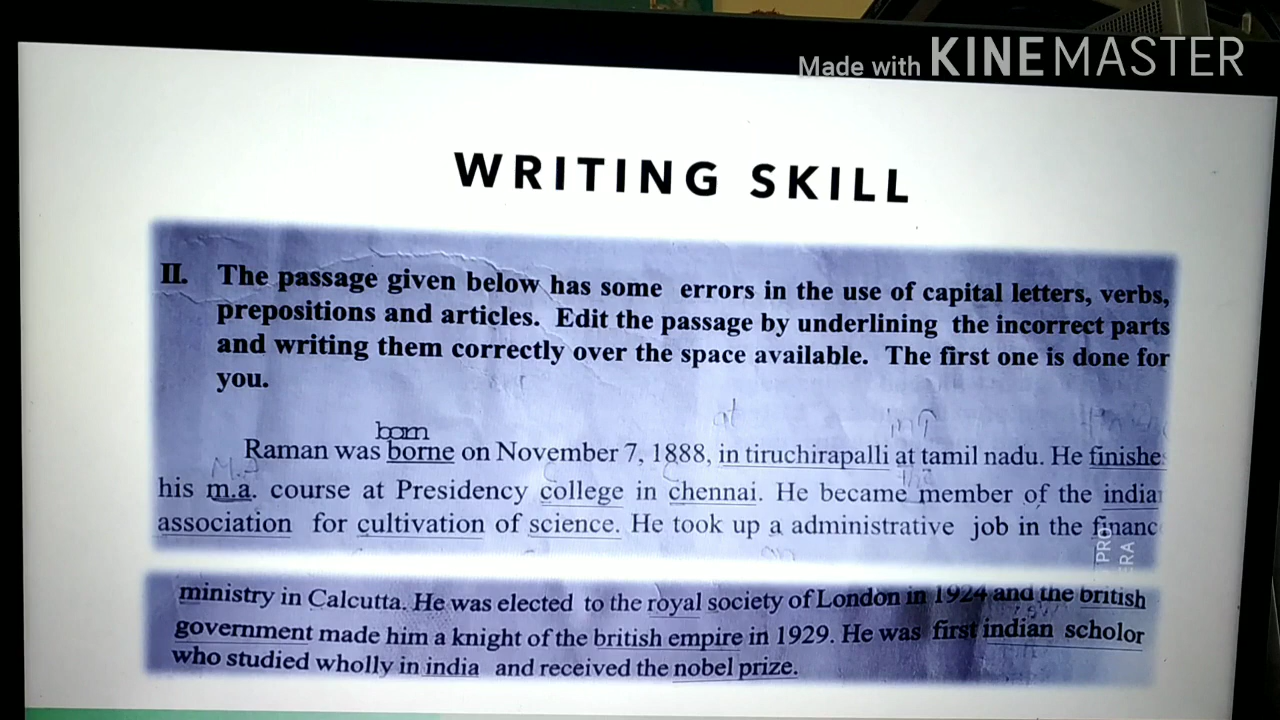 Made with KINEMASTER
WRITING SKILL
II. The passage given below has some errors in the use of capital letters, verbs,
prepositions and articles. Edit the passage by underlining the incorrect parts
and writing them correctly over the space available. The first one is done for
you.
at
born
Raman was borne on November 7, 1888, in tiruchirapalli at tamil nadu. He finishe
his m.a. course at Presidency college in chennai. He became member of the india
association for cultivation of science. He took up a administrative job in the financ
PRO
ERA
ministry in Calcutta. He was elected to the royal society of London in 1924 and the british
government made him a knight of the british empire in 1929. He was first indian scholor
who studied wholly in india and received the nobel prize.